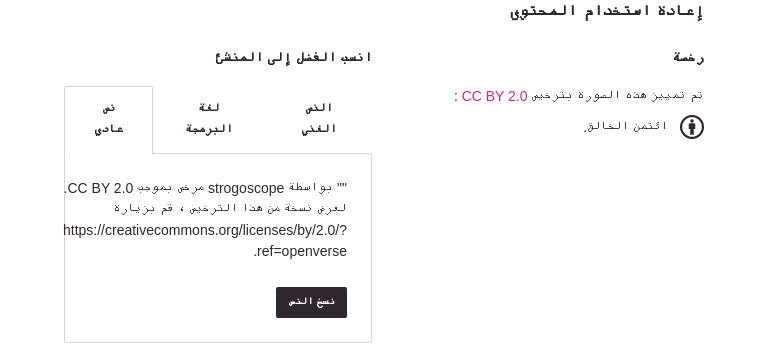 إعادة استخدام المحتوى
رخصة
تم تمييز هذه الصورة بترخيص CC BY 2.0 :
ائتمن الخالق.
انسب الفضل إلى المنشئ
النص الغني
لغة البرمجة
نص عادي
"" بواسطة strogoscope مرخص بموجب CC BY 2.0.
لعرض نسخة من هذا الترخيص ، قم بزيارة
https://creativecommons.org/licenses/by/2.0/?
ref=openverse.
نسخ النص